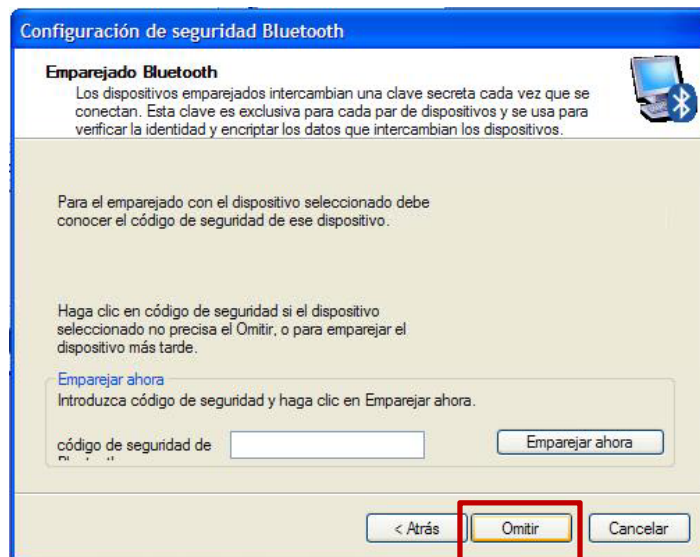 Configuración de seguridad Bluetooth
Emparejado Bluetooth
Los dispositivos emparejados intercambian una clave secreta cada vez que se
conectan. Esta clave es exclusiva para cada par de dispositivos y se usa para
verificar la identidad y encriptar los datos que intercambian los dispositivos.
Para el emparejado con el dispositivo seleccionado debe
conocer el código de seguridad de ese dispositivo.
Haga clic en código de seguridad si el dispositivo
seleccionado no precisa el Omitir, o para emparejar el
dispositivo más tarde.
Emparejar ahora
Introduzca código de seguridad y haga clic en Emparejar ahora.
código de seguridad de
Emparejar ahora
< Atrás
Omitir
Cancelar